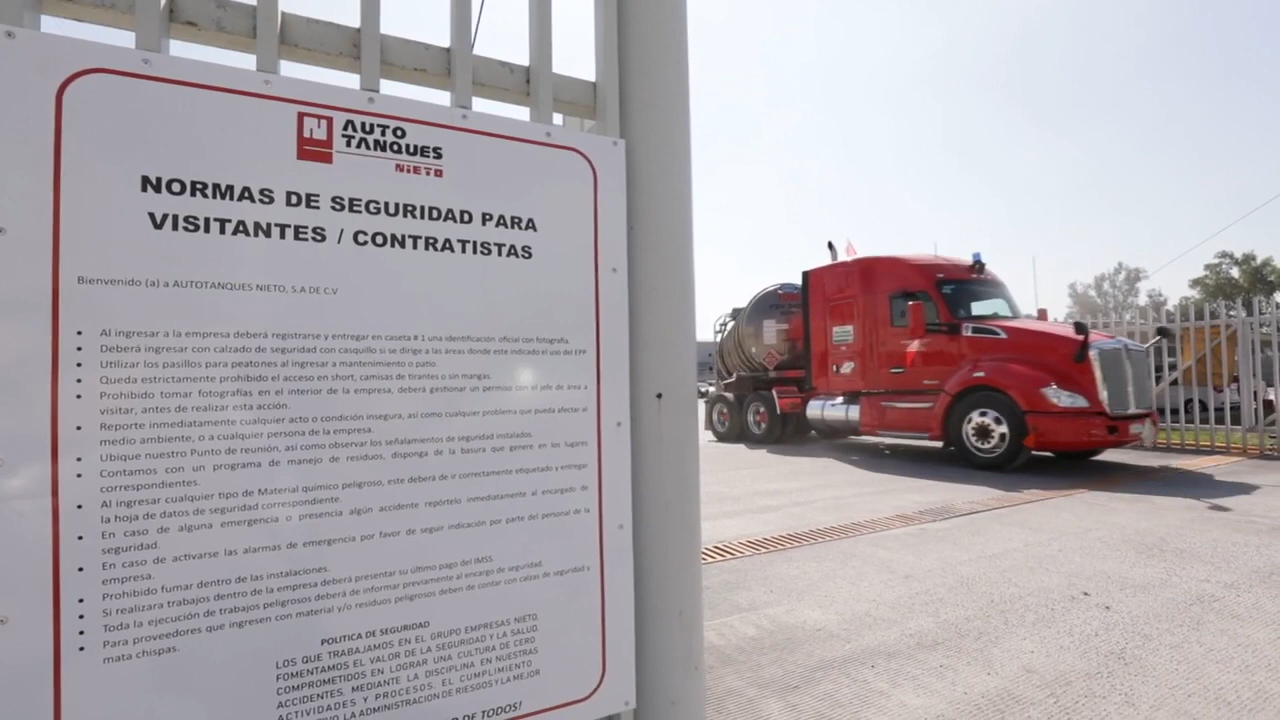 AUTO
TANQUES
NIETO
NORMAS DE SEGURIDAD PARA
VISITANTES / CONTRATISTAS
Bienvenido (a) a AUTOTANQUES NIETO, S.A DE C.V
• Al ingresar a la empresa deberá registrarse y entregar en caseta # 1 una identificación oficial con fotografía.
• Deberá ingresar con calzado de seguridad con casquillo si se dirige a las áreas donde este indicado el uso del EPP
• Utilizar los pasillos para peatones al ingresar a mantenimiento o patio.
• Queda estrictamente prohibido el acceso en short, camisas de tirantes o sin mangas.
• Prohibido tomar fotografías en el interior de la empresa, deberá gestionar un permiso con el jefe de área a
visitar, antes de realizar esta acción.
• Reporte inmediatamente cualquier acto o condición insegura, así como cualquier problema que pueda afectar al
medio ambiente, o a cualquier persona de la empresa.
• Ubique nuestro Punto de reunión, así como observar los señalamientos de seguridad instalados.
• Contamos con un programa de manejo de residuos, disponga de la basura que genere en los lugares
correspondientes.
• Al ingresar cualquier tipo de Material químico peligroso, este deberá de ir correctamente etiquetado y entregar
la hoja de datos de seguridad correspondiente.
• En caso de alguna emergencia o presencia algún accidente repórtelo inmediatamente al encargado de
seguridad.
• En caso de activarse las alarmas de emergencia por favor de seguir indicación por parte del personal de la
empresa.
• Prohibido fumar dentro de las instalaciones.
• Si realizara trabajos dentro de la empresa deberá presentar su último pago del IMSS.
• Toda la ejecución de trabajos peligrosos deberá de informar previamente al encargo de seguridad.
• Para proveedores que ingresen con material y/o residuos peligrosos deben de contar con calzas de seguridad y
mata chispas.
POLITICA DE SEGURIDAD
LOS QUE TRABAJAMOS EN EL GRUPO EMPRESAS NIETO,
FOMENTAMOS EL VALOR DE LA SEGURIDAD Y LA SALUD,
COMPROMETIDOS EN LOGRAR UNA CULTURA DE CERO
ACCIDENTES, MEDIANTE LA DISCIPLINA EN NUESTRAS
ACTIVIDADES Y PROCESOS, EL CUMPLIMIENTO
LA ADMINISTRACION DE RIESGOS Y LA MEJOR
DE TODOS!